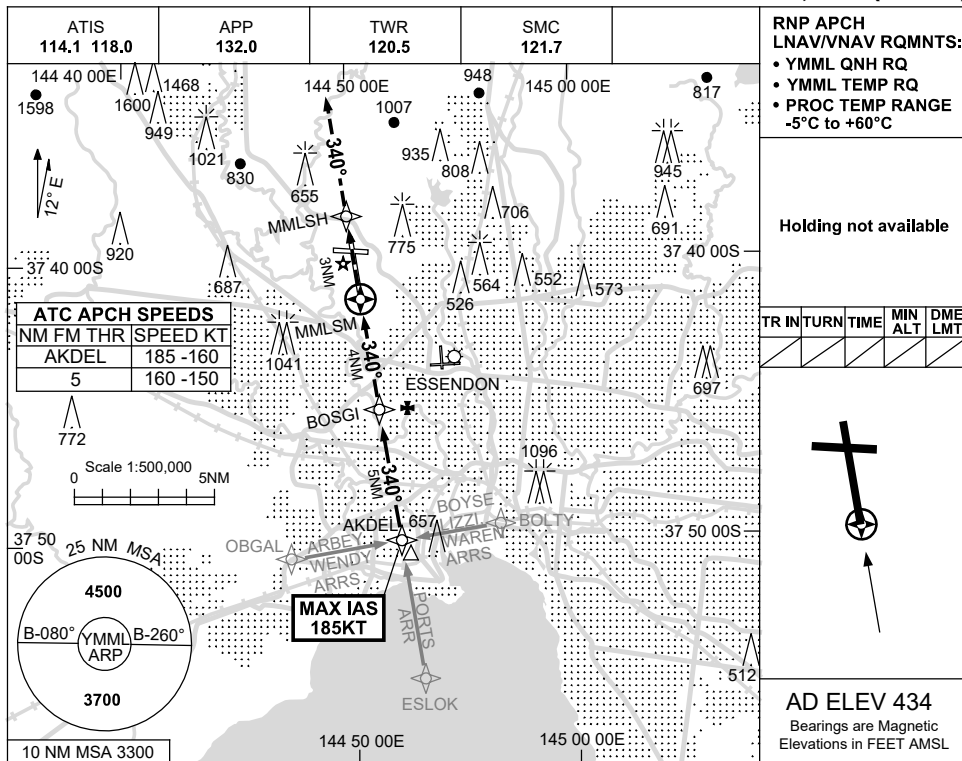 ATIS
114.1 118.0
APP
132.0
TWR
120.5
SMC
121.7
RNP APCH
LNAV/VNAV RQMNTS:
• YMML QNH RQ
• YMML TEMP RQ
• PROC TEMP RANGE
-5°C to +60°C
Holding not available
TR IN
TURN
TIME
MIN
ALT
DME
LMT
144 40 00E
144 50 00E
145 00 00E
1598
1600
1468
949
1021
830
655
1007
948
935
808
817
945
706
691
775
12° E
920
687
37 40 00S
37 40 00S
340°
MMLSH
3NM
MMLSM
564
526
552
573
ATC APCH SPEEDS
NM FM THR
SPEED KT
AKDEL
185 -160
5
160 -150
1041
340°
4NM
ESSENDON
697
BOSGI
772
Scale 1:500,000
0
5NM
340°
5NM
1096
AKDEL
657
BOYSE
IZZI
WAREN
ARRS
BOLTY
37 50 00S
37 50
00S
OBGAL
ARBEY
WENDY
ARRS
25 NM MSA
4500
B-080°
YMML
ARP
B-260°
3700
10 NM MSA 3300
MAX IAS
185KT
PORTS
ARR
ESLOK
512
144 50 00E
145 00 00E
AD ELEV 434
Bearings are Magnetic
Elevations in FEET AMSL